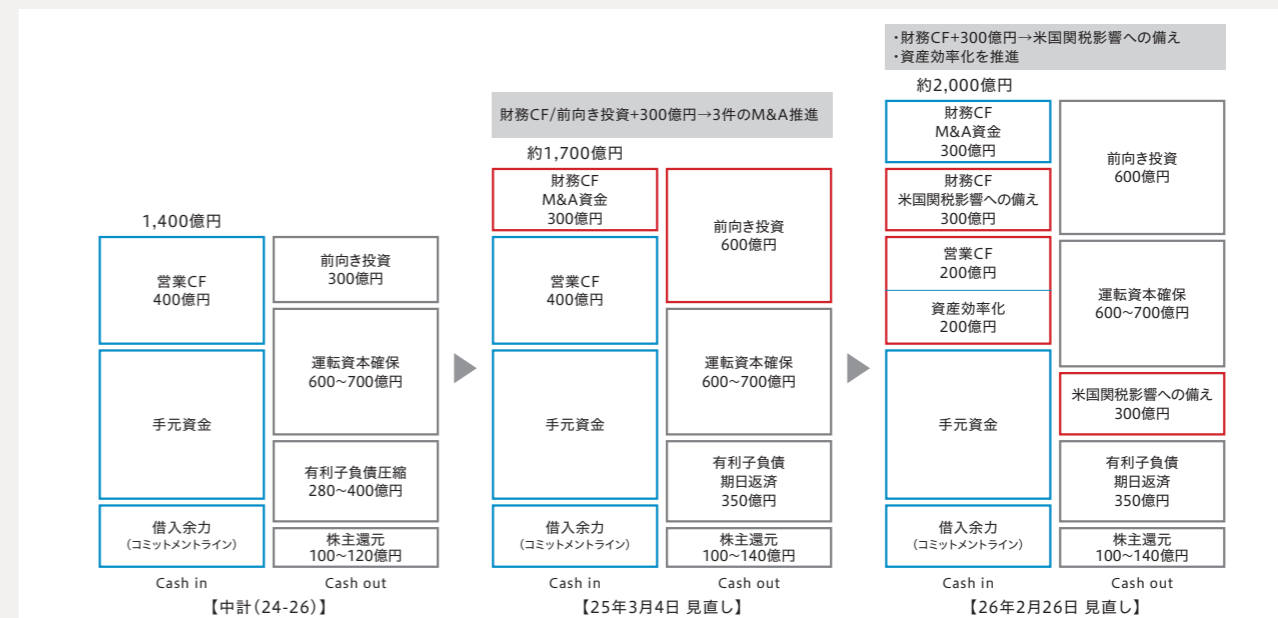 1,400億円
営業CF
400億円
手元資金
借入余力
（コミットメントライン）
Cash in
前向き投資
300億円
運転資本確保
600~700億円
有利子負債圧縮
280~400億円
株主還元
100~120億円
Cash out
【中計（24-26）】
財務CF/前向き投資+300億円→3件のM&A推進
約1,700億円
財務CF
M&A資金
300億円
営業CF
400億円
手元資金
借入余力
（コミットメントライン）
Cash in
前向き投資
600億円
運転資本確保
600~700億円
有利子負債
期日返済
350億円
株主還元
100~140億円
Cash out
【25年3月4日 見直し】
・財務CF+300億円→米国関税影響への備え
・資産効率化を推進
約2,000億円
財務CF
M&A資金
300億円
財務CF
米国関税影響への備え
300億円
営業CF
200億円
資産効率化
200億円
手元資金
借入余力
（コミットメントライン）
Cash in
前向き投資
600億円
運転資本確保
600~700億円
米国関税影響への備え
300億円
有利子負債
期日返済
350億円
株主還元
100~140億円
Cash out
【26年2月26日 見直し】